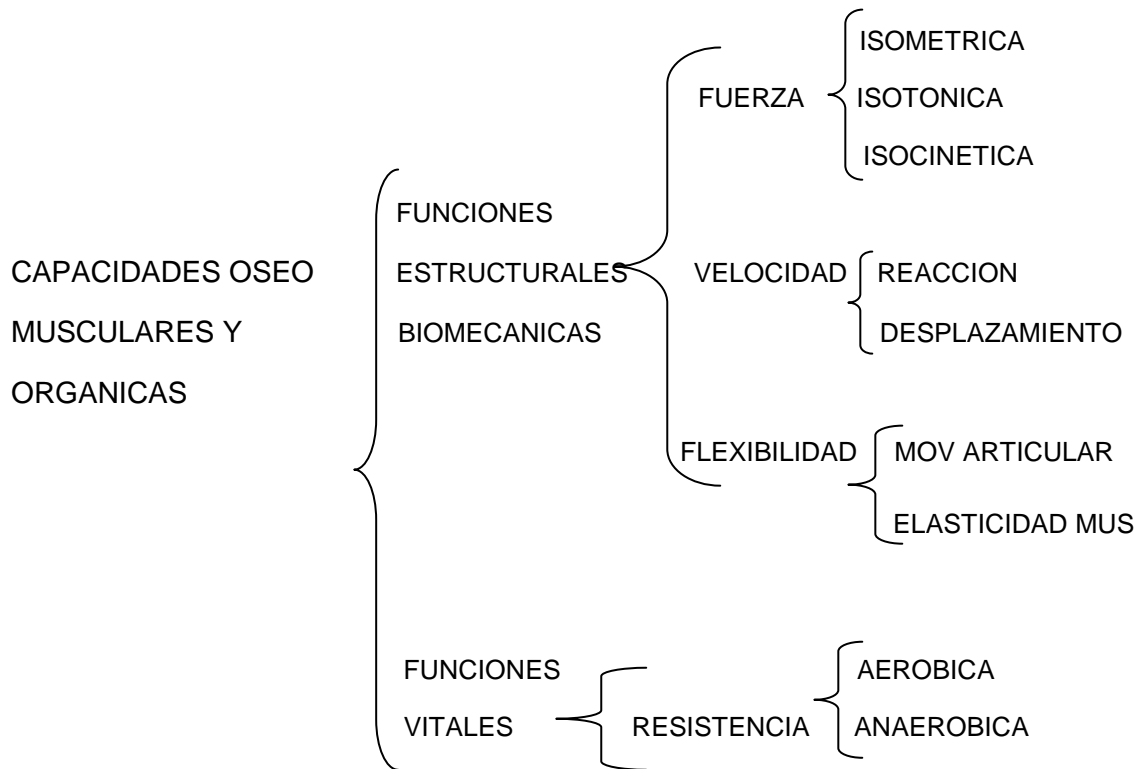 CAPACIDADES OSEO
MUSCULARES Y
ORGANICAS
FUNCIONES
ESTRUCTURALES
BIOMECANICAS
FUERZA
ISOMETRICA
ISOTONICA
ISOCINETICA
VELOCIDAD
REACCION
DESPLAZAMIENTO
FLEXIBILIDAD
MOV ARTICULAR
ELASTICIDAD MUS
FUNCIONES
VITALES
RESISTENCIA
AEROBICA
ANAEROBICA